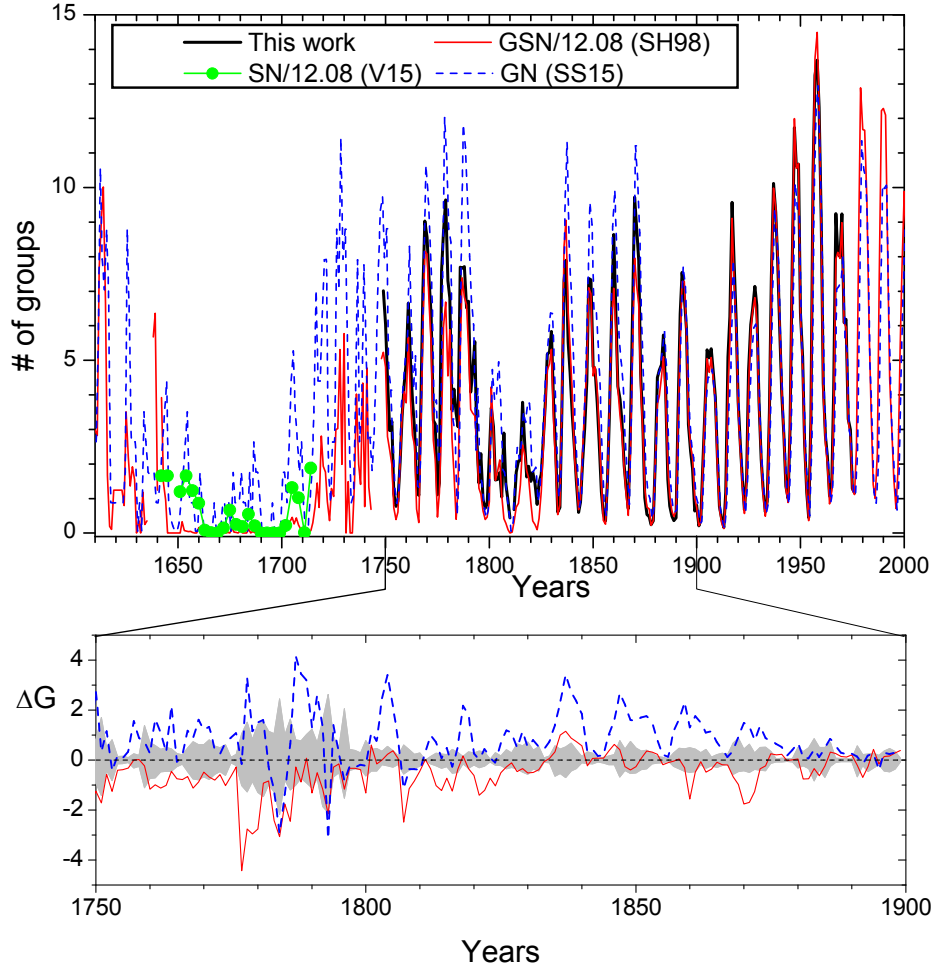 15
This work
GSN/12.08 (SH98)
SN/12.08 (V15)
GN (SS15)
10
5
0
# of groups
1650
1700
1750
1800
1850
1900
1950
2000
Years
4
2
0
-2
-4
ΔG
1750
1800
1850
1900
Years